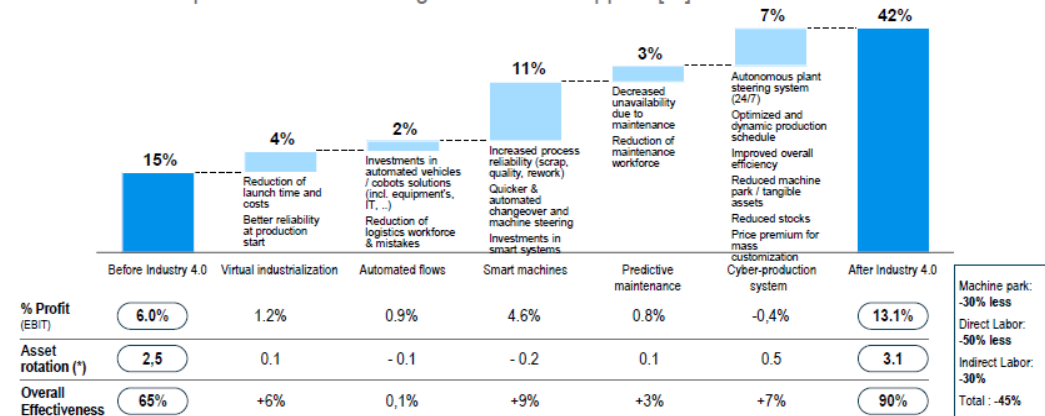 7%
42%
3%
11%
2%
4%
15%
Reduction of
launch time and
costs
Better reliability
at production
start
Investments in
automated vehicles
/ cobots solutions
(incl. equipment's,
IT, ..)
Reduction of
logistics workforce
& mistakes
Increased process
reliability (scrap,
quality, rework)
Quicker &
automated
changeover and
machine steering
Investments in
smart systems
Decreased
unavailability
due to
maintenance
Reduction of
maintenance
workforce
Autonomous plant
steering system
(24/7)
Optimized and
dynamic production
schedule
Improved overall
efficiency
Reduced machine
park / tangible
assets
Reduced stocks
Price premium for
mass
customization
Before Industry 4.0
Virtual industrialization
Automated flows
Smart machines
Predictive
maintenance
Cyber-production
system
After Industry 4.0
% Profit
(EBIT)
6.0% 1.2% 0.9% 4.6% 0.8% -0,4% 13.1%
Asset
rotation (*)
2,5 0.1 - 0.1 - 0.2 0.1 0.5 3.1
Overall
Effectiveness
65% +6% 0,1% +9% +3% +7% 90%
Machine park:
-30% less
Direct Labor:
-50% less
Indirect Labor:
-30%
Total : -45%